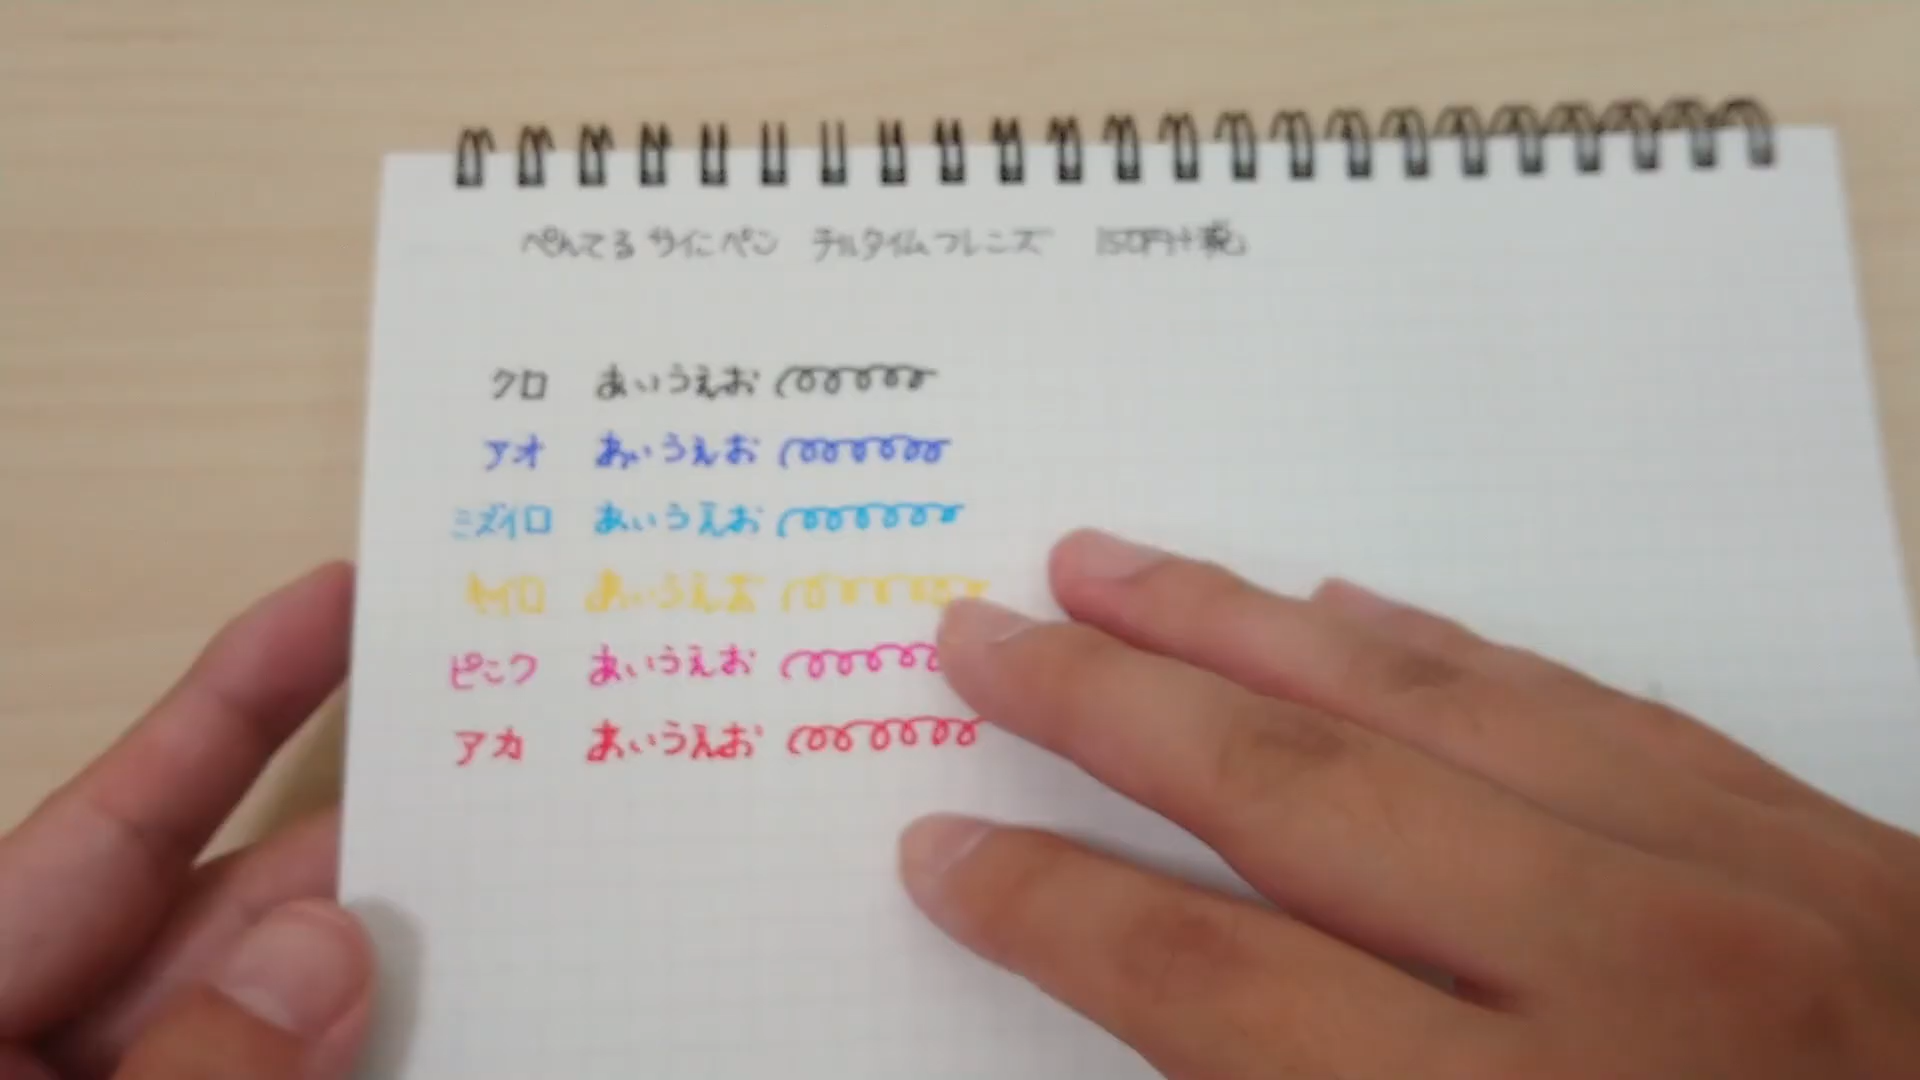 ぺんてる サインペン チルタイムフレンズ 150円+税
クロ あいうえお
アオ あいうえお
ミズイロ あいうえお
キイロ あいうえお
ピンク あいうえお
アカ あいうえお